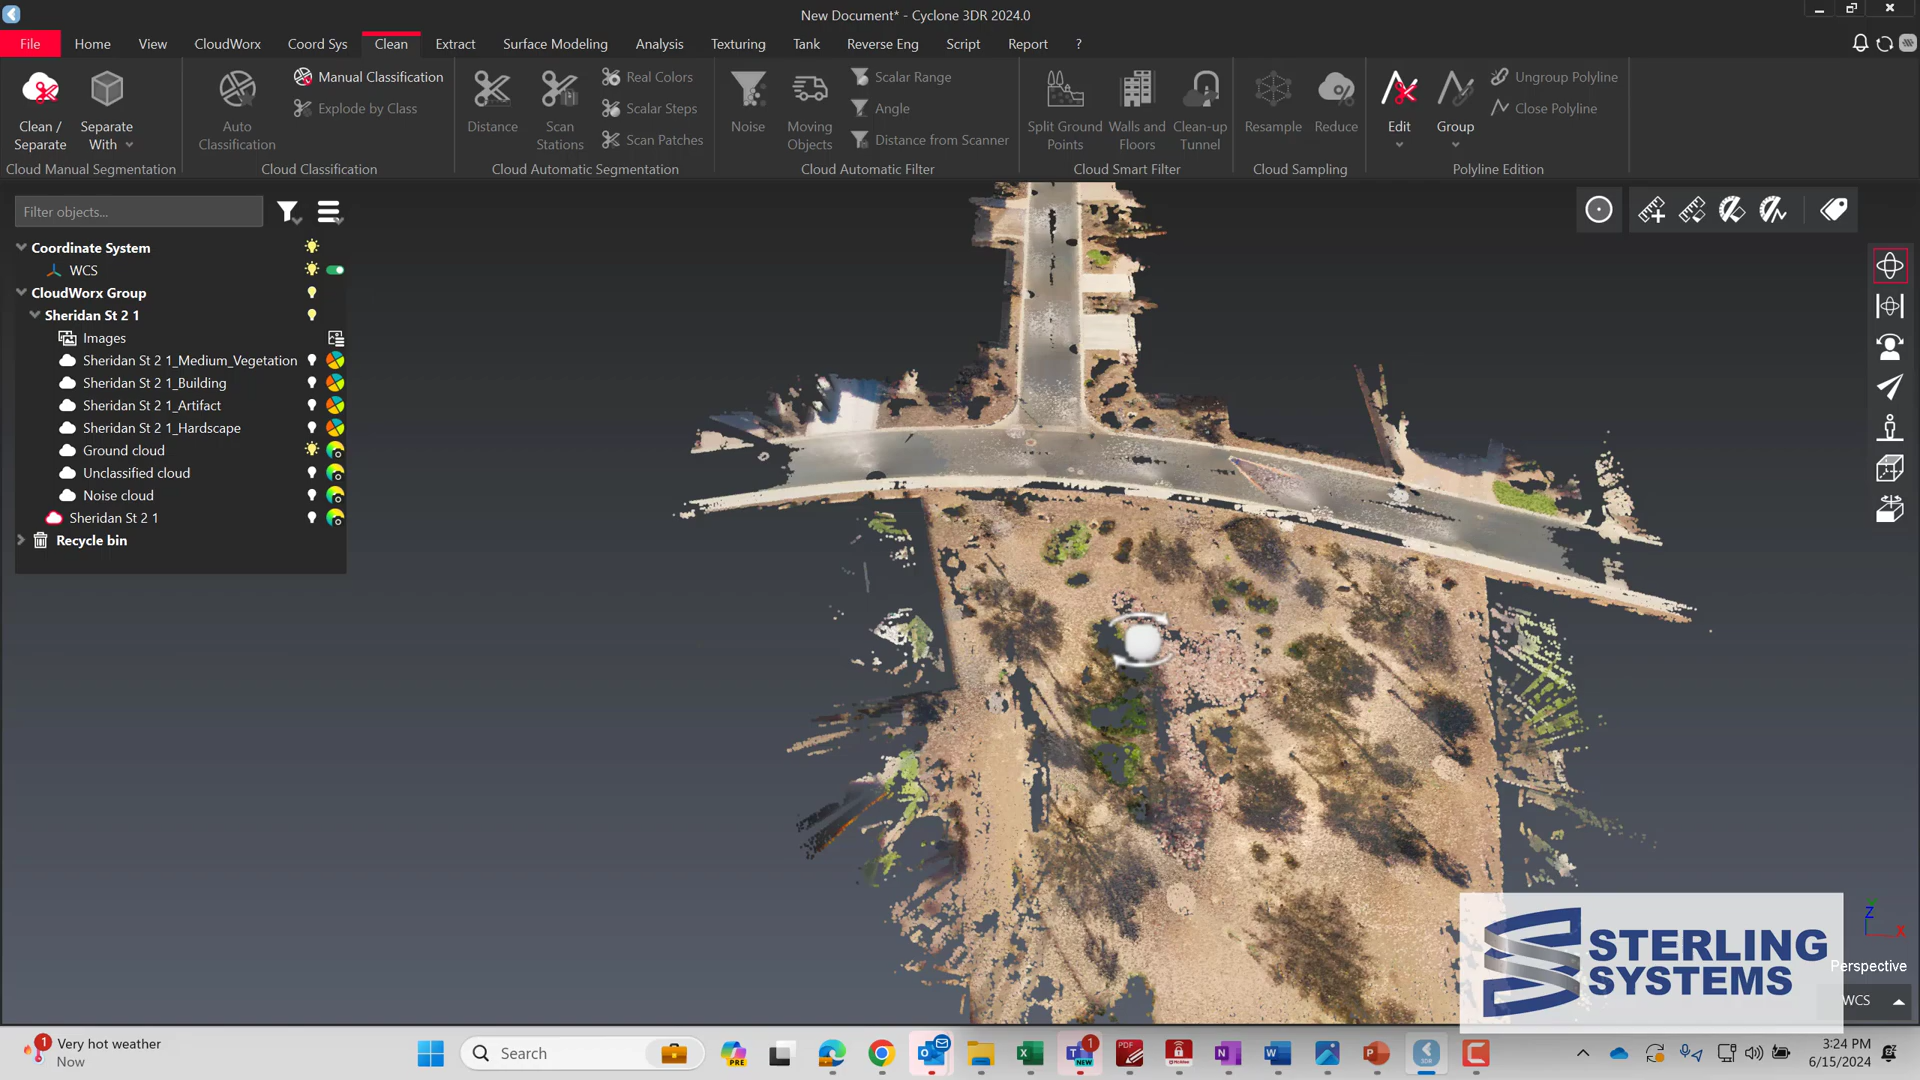 New Document* - Cyclone 3DR 2024.0
File Home View CloudWorx Coord Sys Clean Extract Surface Modeling Analysis Texturing Tank Reverse Eng Script Report ?
Clean / Separate
Separate With
Cloud Manual Segmentation
Auto Classification
Manual Classification
Explode by Class
Cloud Classification
Distance
Scan Stations
Real Colors
Scalar Steps
Scan Patches
Cloud Automatic Segmentation
Noise
Moving Objects
Scalar Range
Angle
Distance from Scanner
Cloud Automatic Filter
Split Ground Points
Walls and Floors
Clean-up Tunnel
Cloud Smart Filter
Resample
Reduce
Cloud Sampling
Edit
Group
Ungroup Polyline
Close Polyline
Polyline Edition
Filter objects...
Coordinate System
WCS
CloudWorx Group
Sheridan St 2 1
Images
Sheridan St 2 1_Medium_Vegetation
Sheridan St 2 1_Building
Sheridan St 2 1_Artifact
Sheridan St 2 1_Hardscape
Ground cloud
Unclassified cloud
Noise cloud
Sheridan St 2 1
Recycle bin
Z
X
STERLING
SYSTEMS
Perspective
WCS
1
Very hot weather
Now
Search
PRE
1
NEW
PDF
3DR
3:24 PM
6/15/2024